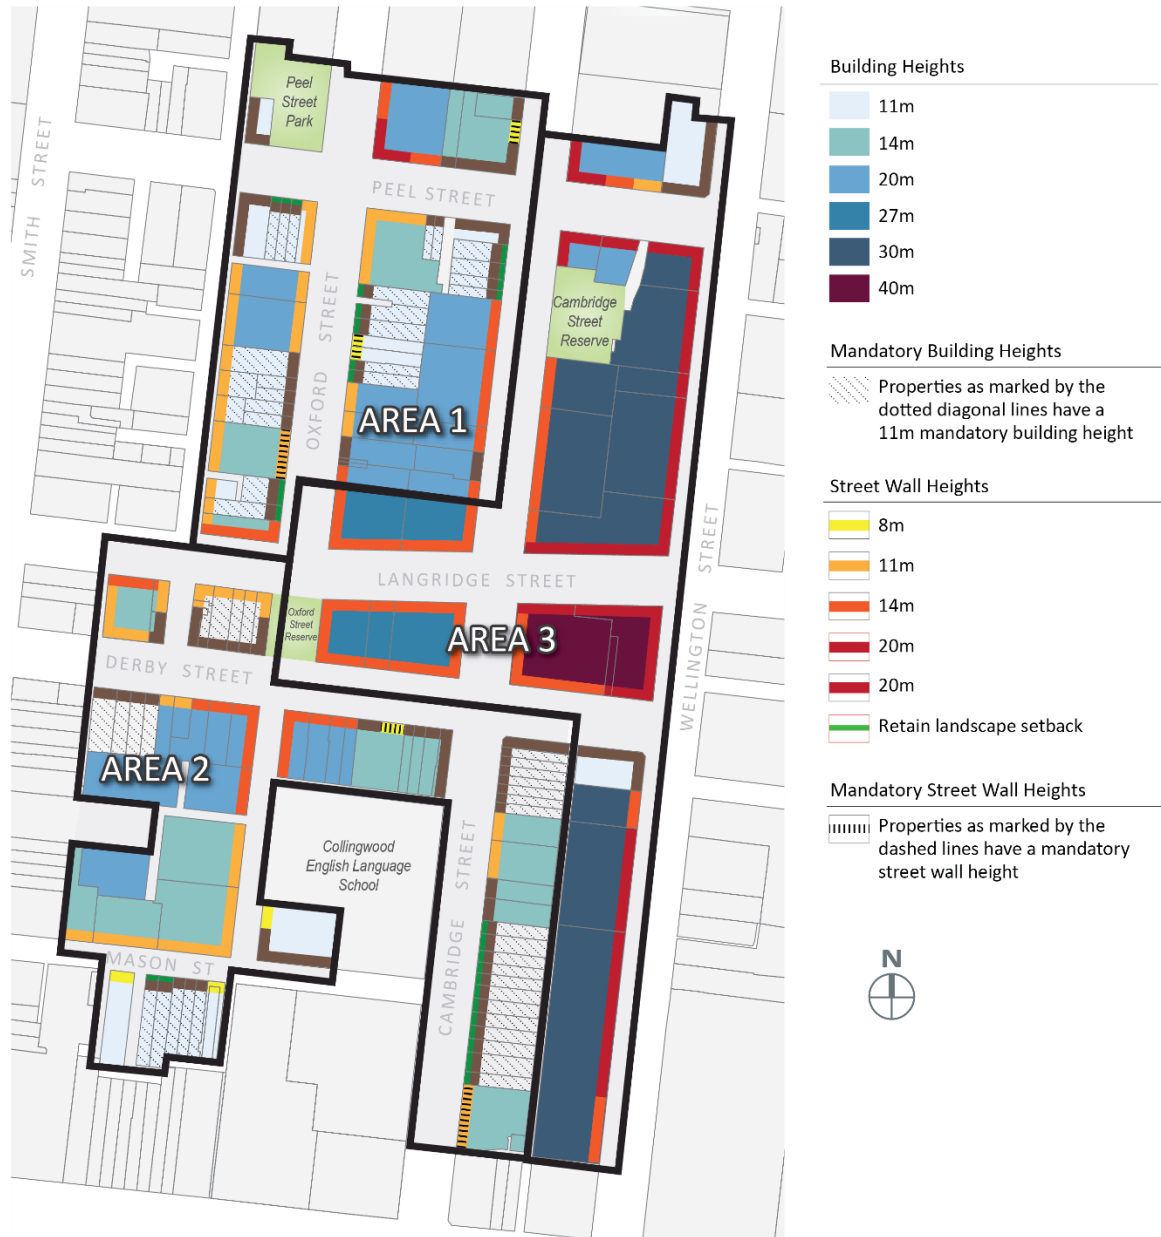 Building Heights
11m
14m
20m
27m
30m
40m
Mandatory Building Heights
Properties as marked by the
dotted diagonal lines have a
11m mandatory building height
Street Wall Heights
8m
11m
14m
20m
20m
Retain landscape setback
Mandatory Street Wall Heights
Properties as marked by the
dashed lines have a mandatory
street wall height
N
Peel
Street
Park
SMITH STREET
PEEL STREET
OXFORD STREET
Cambridge
Street
Reserve
AREA 1
WELLINGTON STREET
LANGRIDGE STREET
Oxford
Street
Reserve
AREA 3
DERBY STREET
AREA 2
Collingwood
English Language
School
CAMBRIDGE STREET
MASON ST